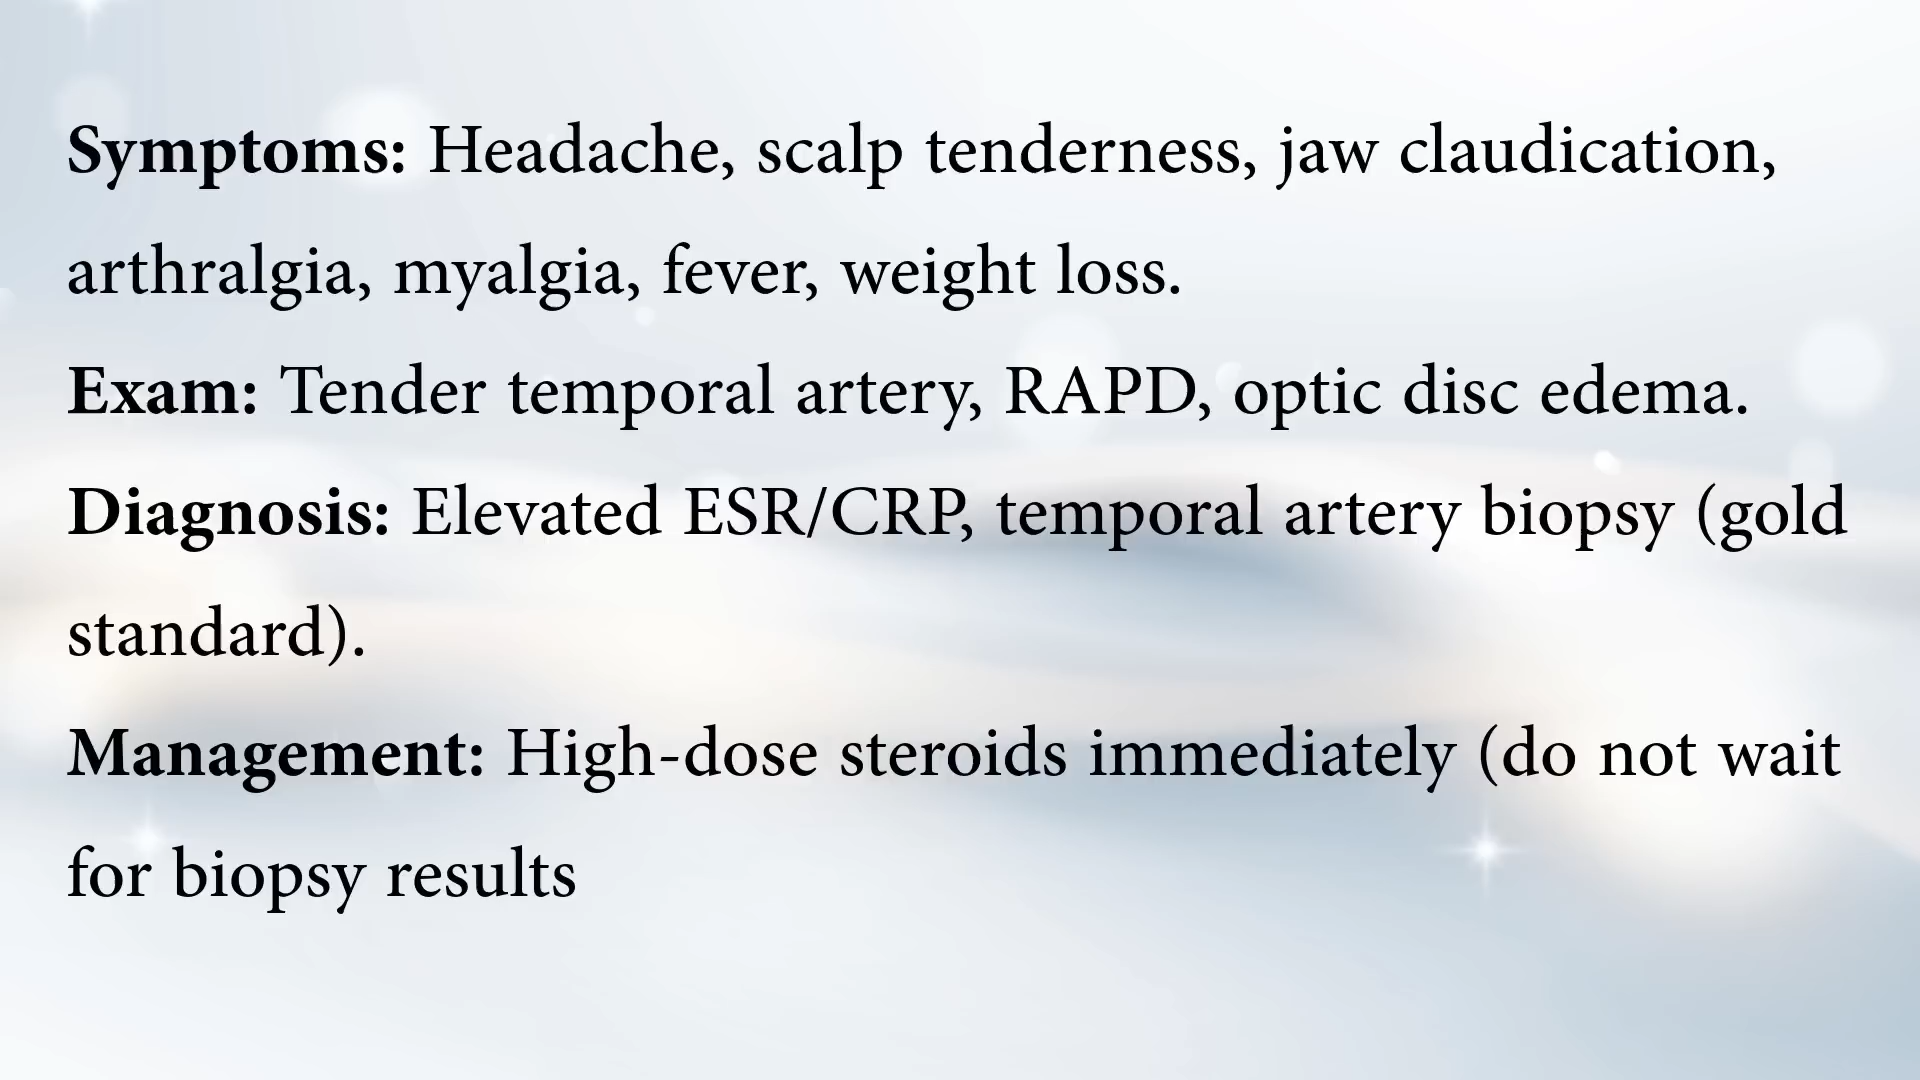 Symptoms: Headache, scalp tenderness, jaw claudication,
arthralgia, myalgia, fever, weight loss.
Exam: Tender temporal artery, RAPD, optic disc edema.
Diagnosis: Elevated ESR/CRP, temporal artery biopsy (gold
standard).
Management: High-dose steroids immediately (do not wait
for biopsy results